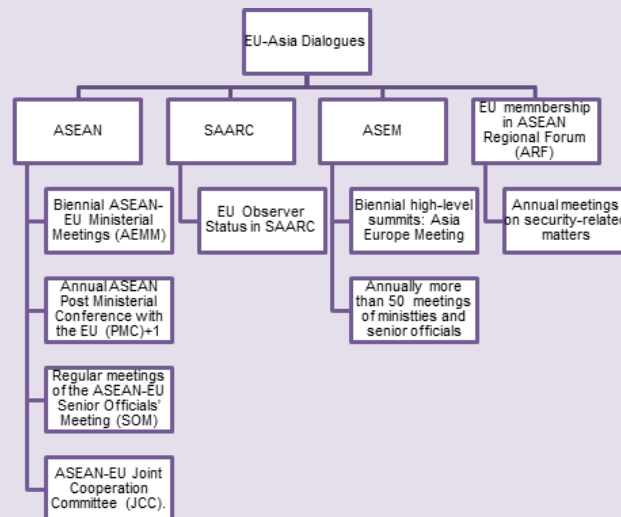 EU-Asia Dialogues
ASEAN
SAARC
ASEM
EU memnbership
in ASEAN
Regional Forum
(ARF)
Biennial ASEAN-
EU Ministerial
Meetings (AEMM)
Annual ASEAN
Post Ministerial
Conference with
the EU (PMC)+1
Regular meetings
of the ASEAN-EU
Senior Officials'
Meeting (SOM)
ASEAN-EU Joint
Cooperation
Committee (JCC).
EU Observer
Status in SAARC
Biennial high-level
summits: Asia
Europe Meeting
Annually more
than 50 meetings
of ministties and
senior officials
Annual meetings
on security-related
matters